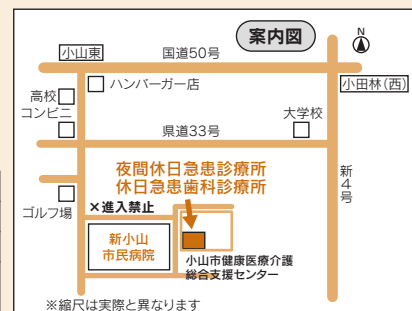 案内図
N
小山東
国道50号
小田林(西)
ハンバーガー店
高校
コンビニ
大学校
県道33号
夜間休日急患診療所
休日急患歯科診療所
新4号
ゴルフ場
×進入禁止
新小山
市民病院
小山市健康医療介護
総合支援センター
※縮尺は実際と異なります